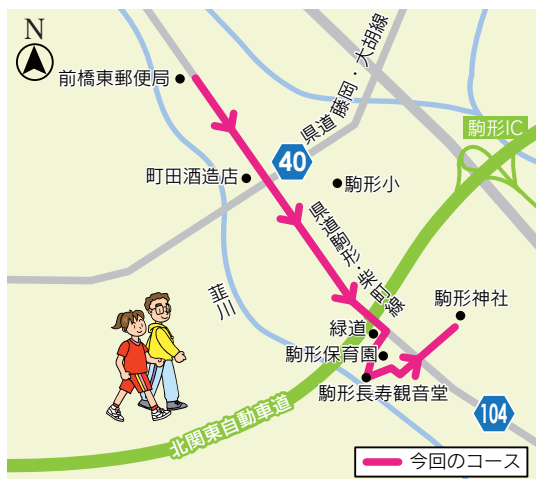 N
前橋東郵便局
県道藤岡・大胡線
駒形IC
40
町田酒造店
駒形小
県道駒形・柴町線
韮川
駒形神社
緑道
駒形保育園
駒形長寿観音堂
104
北関東自動車道
今回のコース